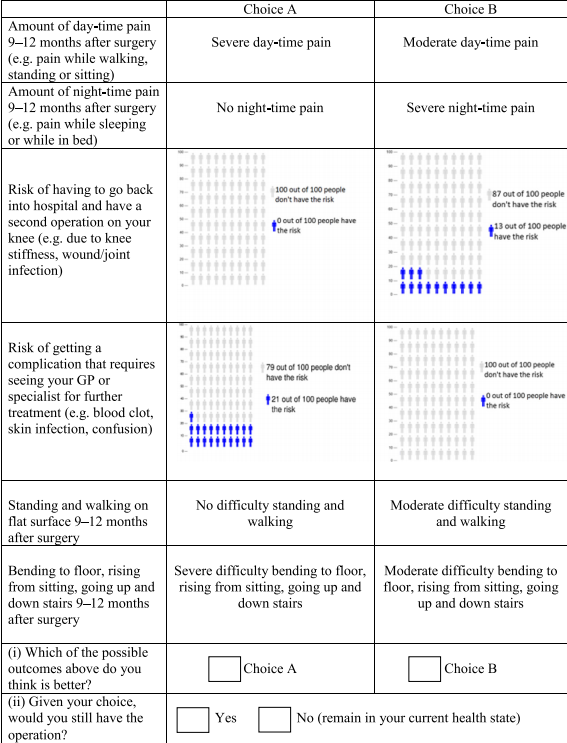 Choice A
Choice B
Amount of day-time pain
9–12 months after surgery
(e.g. pain while walking,
standing or sitting)
Severe day-time pain
Moderate day-time pain
Amount of night-time pain
9–12 months after surgery
(e.g. pain while sleeping
or while in bed)
No night-time pain
Severe night-time pain
Risk of having to go back
into hospital and have a
second operation on your
knee (e.g. due to knee
stiffness, wound/joint
infection)
100 out of 100 people
don't have the risk
0 out of 100 people have
the risk
87 out of 100 people
don't have the risk
13 out of 100 people
have the risk
Risk of getting a
complication that requires
seeing your GP or
specialist for further
treatment (e.g. blood clot,
skin infection, confusion)
79 out of 100 people don't
have the risk
21 out of 100 people have
the risk
100 out of 100 people
don't have the risk
0 out of 100 people have
the risk
Standing and walking on
flat surface 9–12 months
after surgery
No difficulty standing and
walking
Moderate difficulty standing
and walking
Bending to floor, rising
from sitting, going up and
down stairs 9–12 months
after surgery
Severe difficulty bending to floor,
rising from sitting, going up and
down stairs
Moderate difficulty bending to
floor, rising from sitting, going
up and down stairs
(i) Which of the possible
outcomes above do you
think is better?
Choice A
Choice B
(ii) Given your choice,
would you still have the
operation?
Yes
No (remain in your current health state)